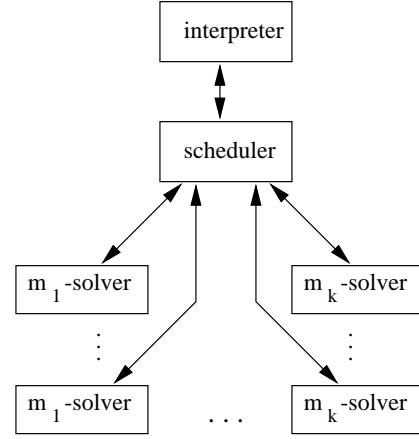 interpreter
scheduler
m 1 -solver
m k -solver
⋮
⋮
m 1 -solver
. . .
m k -solver